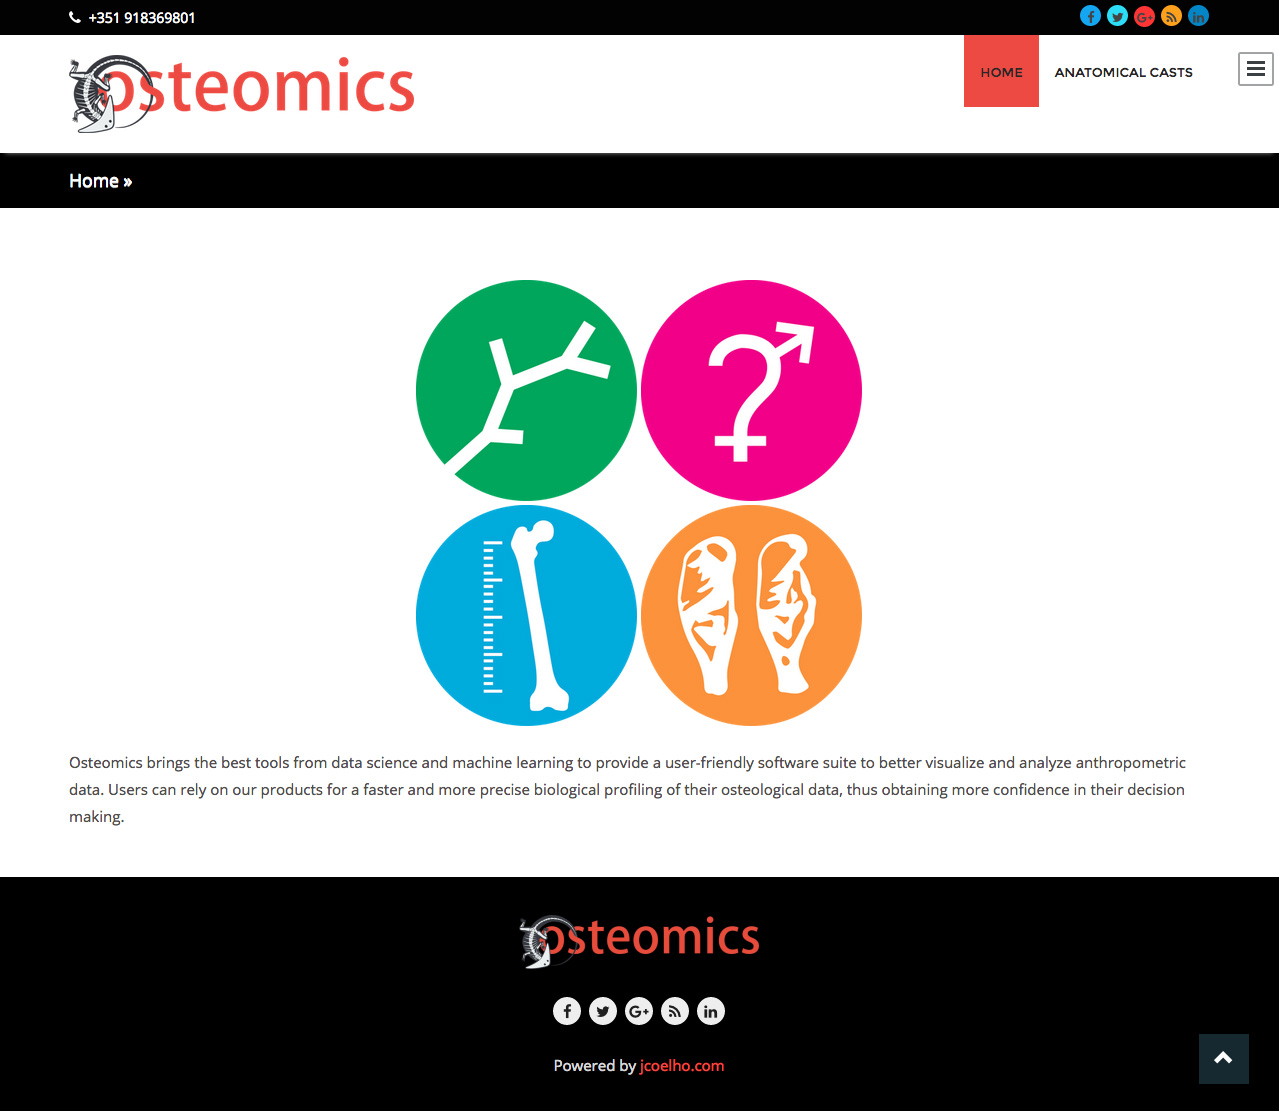 +351 918369801
osteomics
HOME
ANATOMICAL CASTS
Home »
Osteomics brings the best tools from data science and machine learning to provide a user-friendly software suite to better visualize and analyze anthropometric
data. Users can rely on our products for a faster and more precise biological profiling of their osteological data, thus obtaining more confidence in their decision
making.
osteomics
Powered by jcoelho.com